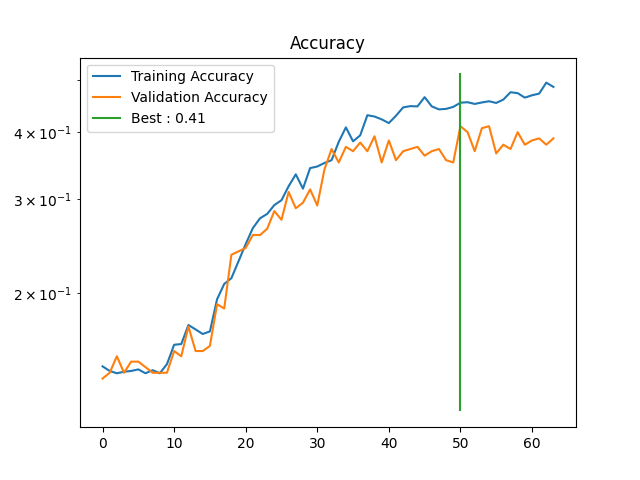 Accuracy
Training Accuracy
Validation Accuracy
Best : 0.41
4 × 10⁻¹
3 × 10⁻¹
2 × 10⁻¹
0 10 20 30 40 50 60